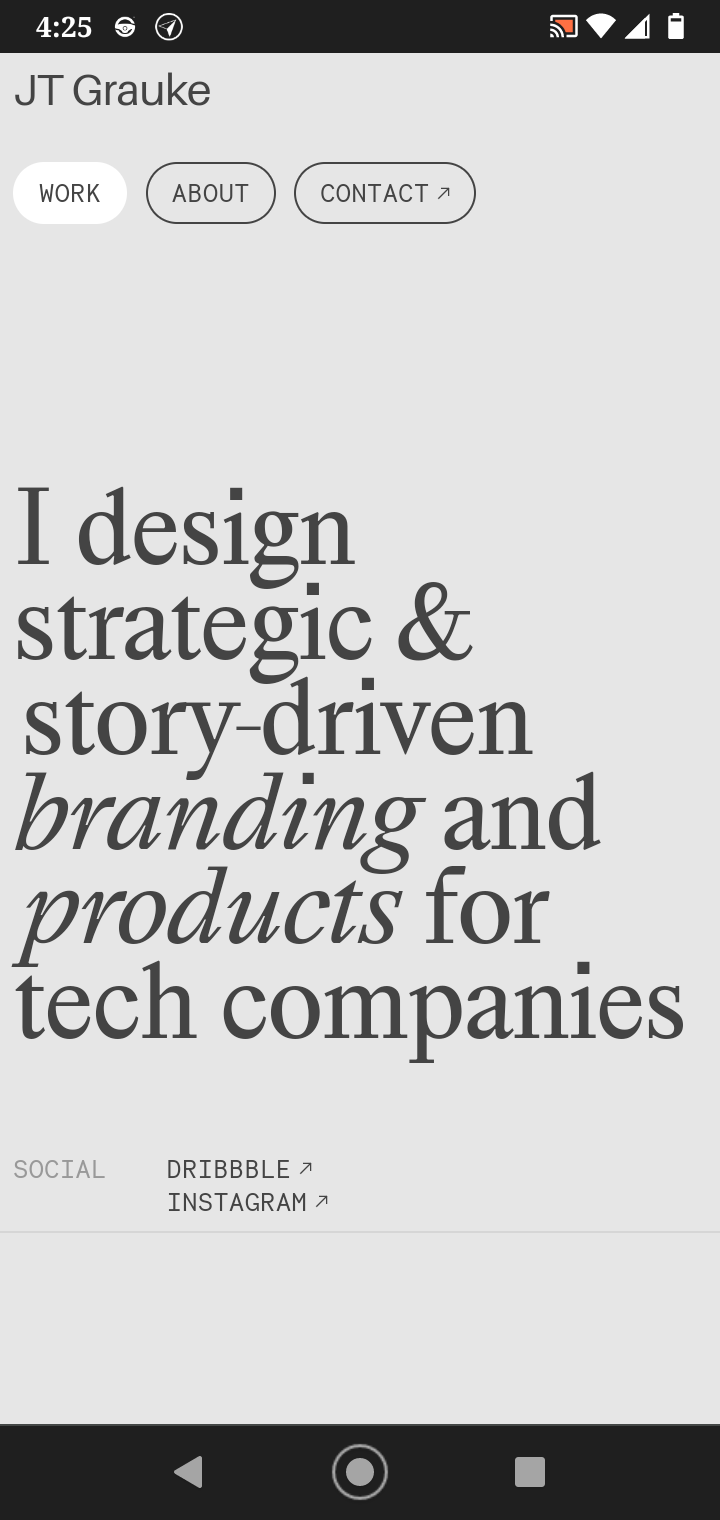 4:25
JT Grauke
WORK ABOUT CONTACT ↗
I design
strategic &
story-driven
branding and
products for
tech companies
SOCIAL DRIBBBLE ↗
INSTAGRAM ↗